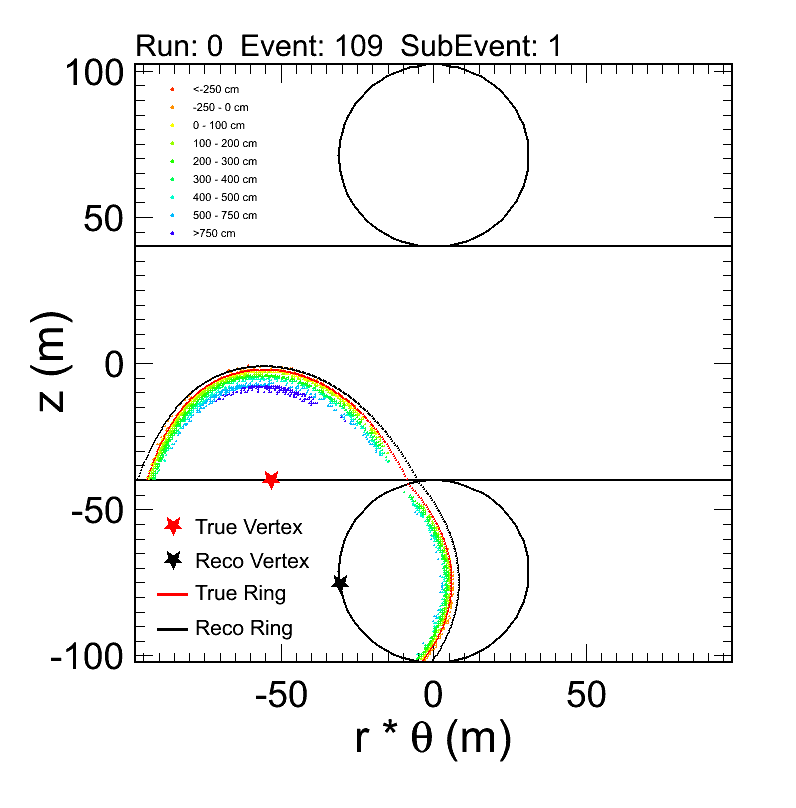 Run: 0 Event: 109 SubEvent: 1
100
<-250 cm
-250 - 0 cm
0 - 100 cm
100 - 200 cm
200 - 300 cm
300 - 400 cm
400 - 500 cm
500 - 750 cm
>750 cm
50
0
z (m)
-50
True Vertex
Reco Vertex
True Ring
Reco Ring
-100
-50 0 50
r * θ (m)